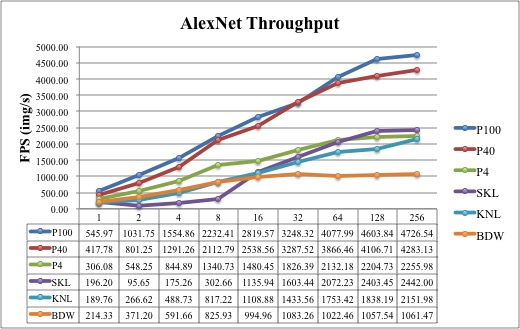 AlexNet Throughput
FPS (img/s)
5000.00
4500.00
4000.00
3500.00
3000.00
2500.00
2000.00
1500.00
1000.00
500.00
0.00
P100
P40
P4
SKL
KNL
BDW
1 2 4 8 16 32 64 128 256
P100 545.97 1031.75 1554.86 2232.41 2819.57 3248.32 4077.99 4603.84 4726.54
P40 417.78 801.25 1291.26 2112.79 2538.56 3287.52 3866.46 4106.71 4283.13
P4 306.08 548.25 844.89 1340.73 1480.45 1826.39 2132.18 2204.73 2255.98
SKL 226.20 95.65 175.26 302.66 1135.94 1603.44 2072.23 2403.45 2442.00
KNL 189.76 266.62 488.73 817.22 1108.88 1433.56 1753.42 1838.19 2151.98
BDW 214.33 371.20 591.66 825.93 994.96 1083.26 1022.46 1057.54 1061.47